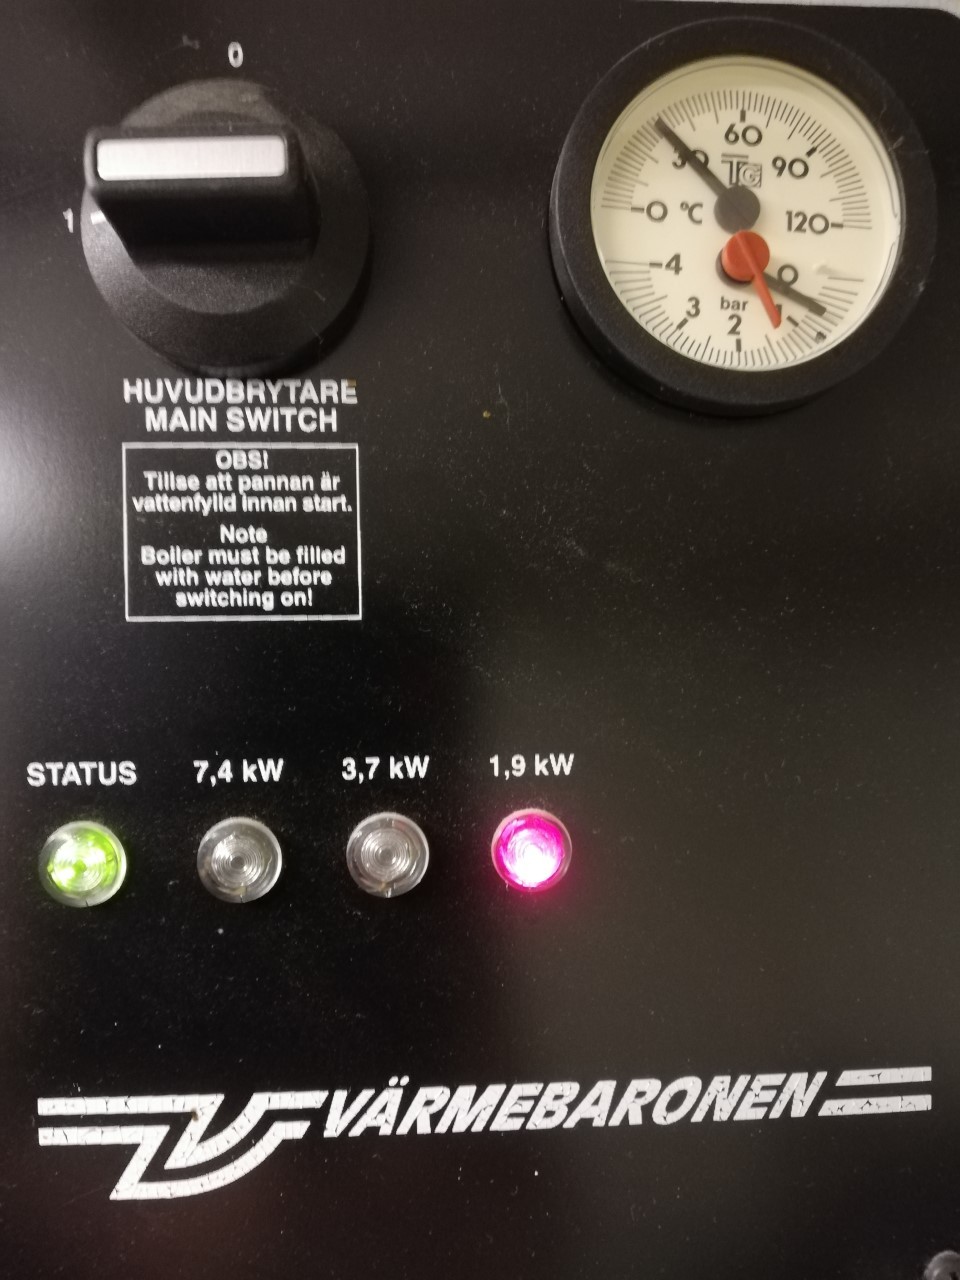 0
1
HUVUDBRYTARE
MAIN SWITCH
OBS!
Tillse att pannan är
vattenfylld innan start.
Note
Boiler must be filled
with water before
switching on!
60
30
90
TG
0 °C
120
4
0
3
bar
1
2
STATUS
7,4 kW
3,7 kW
1,9 kW
VÄRMEBARONEN